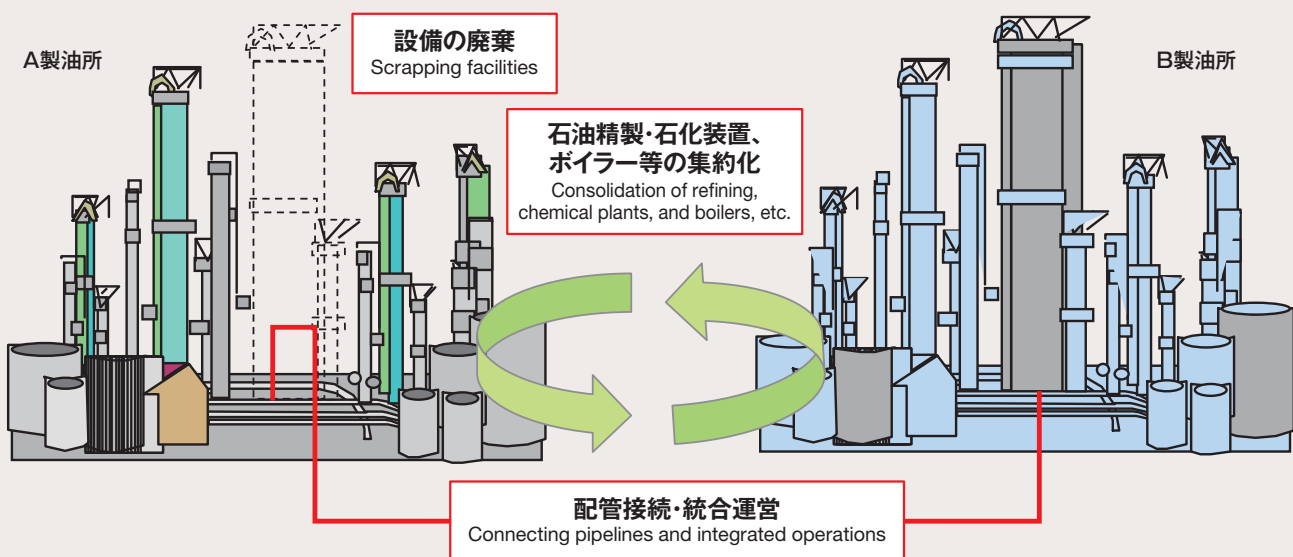 A製油所
設備の廃棄
Scrapping facilities
B製油所
石油精製・石化装置、
ボイラー等の集約化
Consolidation of refining,
chemical plants, and boilers, etc.
配管接続・統合運営
Connecting pipelines and integrated operations